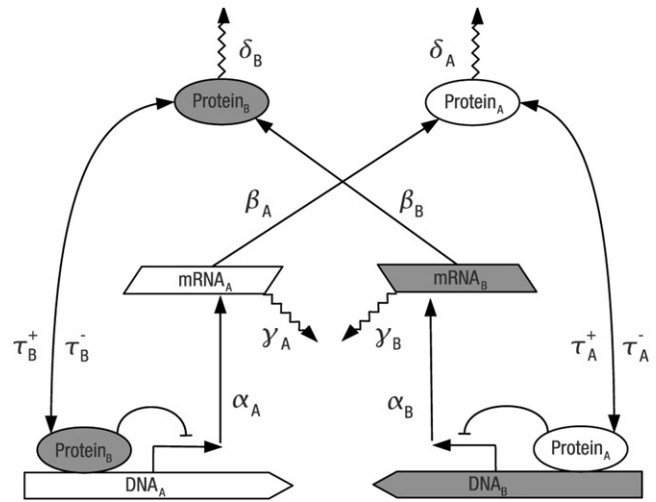 δB δA
ProteinB ProteinA
βA βB
mRNAA mRNAB
γA γB
τB+ τB- τA+ τA-
αA αB
ProteinB ProteinA
DNAA DNAB